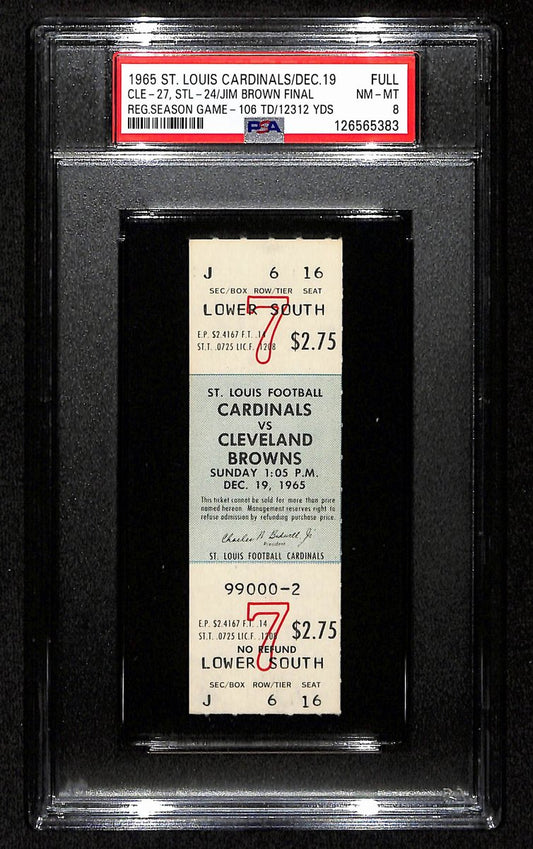 1965 ST. LOUIS CARDINALS/DEC.19 FULL
CLE-27, STL-24/JIM BROWN FINAL NM-MT
REG.SEASON GAME-106 TD/12312 YDS 8
PSA 126565383
J 6 16
SEC/BOX ROW/TIER SEAT
LOWER SOUTH
7
E.P. $2.4167 F.T. .14
ST.T. .0725 LIC.F. .1208 $2.75
ST. LOUIS FOOTBALL
CARDINALS
VS
CLEVELAND
BROWNS
SUNDAY 1:05 P.M.
DEC. 19, 1965
This ticket cannot be sold for more than price
named hereon. Management reserves right to
refuse admission by refunding purchase price.
Charles W Bidwill Jr
President
ST. LOUIS FOOTBALL CARDINALS
99000-2
7
E.P. $2.4167 F.T. .14
ST.T. .0725 LIC.F. .1208 $2.75
NO REFUND
LOWER SOUTH
SEC/BOX ROW/TIER SEAT
J 6 16